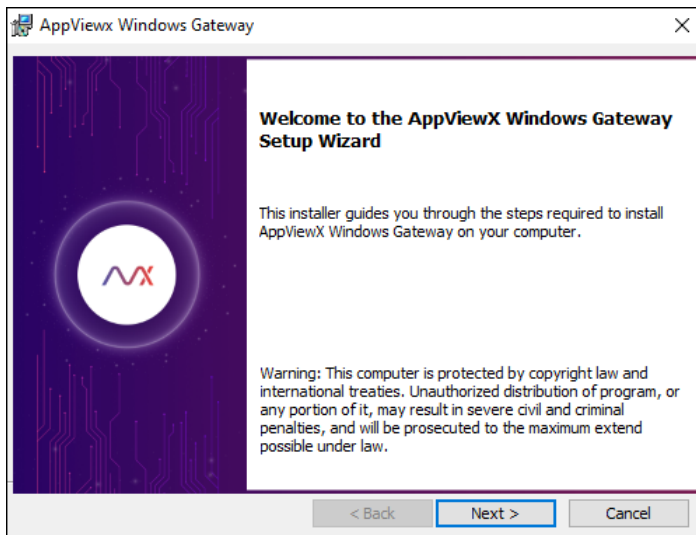 AppViewx Windows Gateway
Welcome to the AppViewX Windows Gateway
Setup Wizard
This installer guides you through the steps required to install
AppViewX Windows Gateway on your computer.
Warning: This computer is protected by copyright law and
international treaties. Unauthorized distribution of program, or
any portion of it, may result in severe civil and criminal
penalties, and will be prosecuted to the maximum extend
possible under law.
< Back
Next >
Cancel